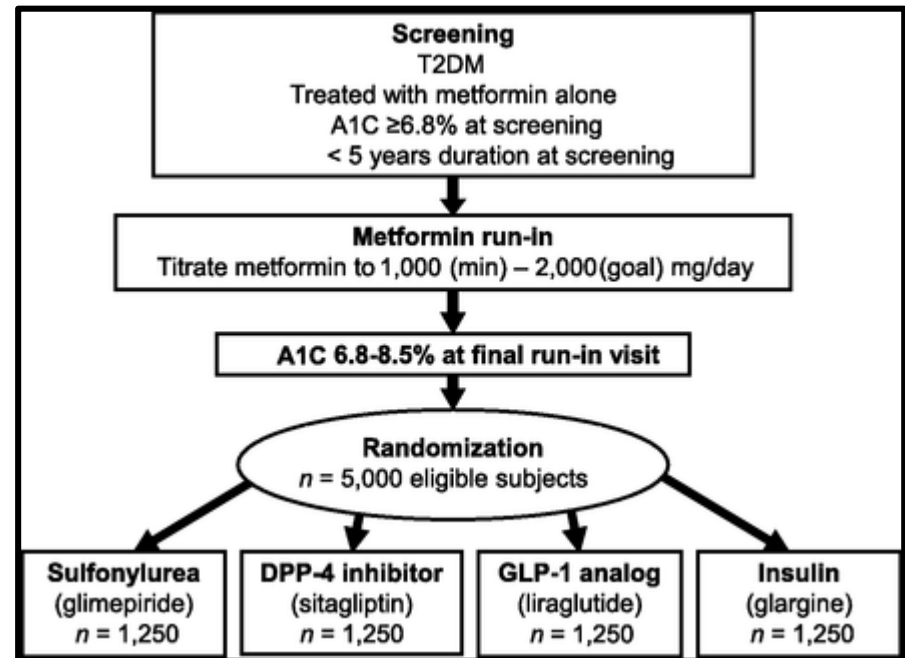 Screening
T2DM
Treated with metformin alone
A1C ≥6.8% at screening
< 5 years duration at screening
Metformin run-in
Titrate metformin to 1,000 (min) – 2,000(goal) mg/day
A1C 6.8-8.5% at final run-in visit
Randomization
n = 5,000 eligible subjects
Sulfonylurea
(glimepiride)
n = 1,250
DPP-4 inhibitor
(sitagliptin)
n = 1,250
GLP-1 analog
(liraglutide)
n = 1,250
Insulin
(glargine)
n = 1,250